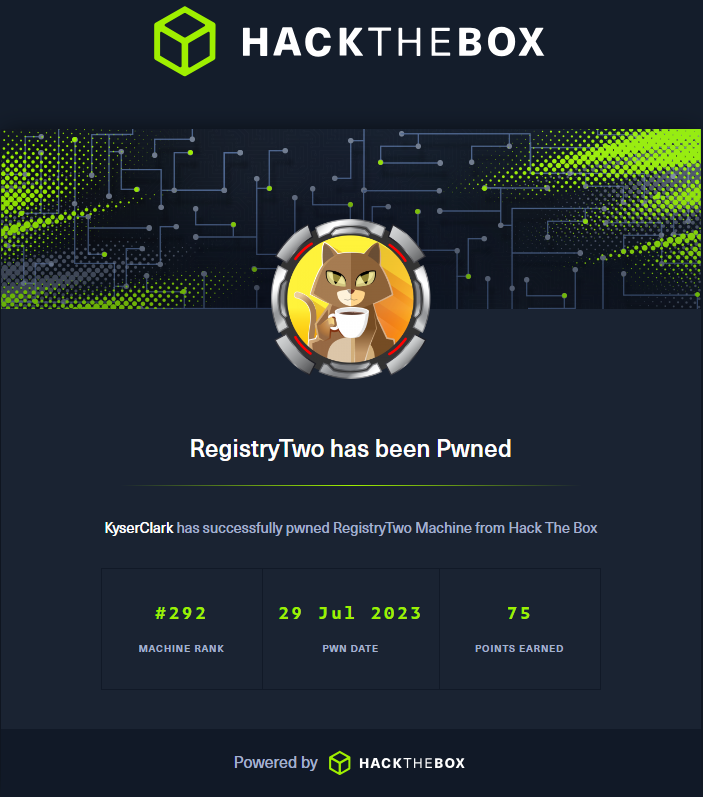 HACKTHEBOX
RegistryTwo has been Pwned
KyserClark has successfully pwned RegistryTwo Machine from Hack The Box
#292 29 Jul 2023 75
MACHINE RANK PWN DATE POINTS EARNED
Powered by HACKTHEBOX